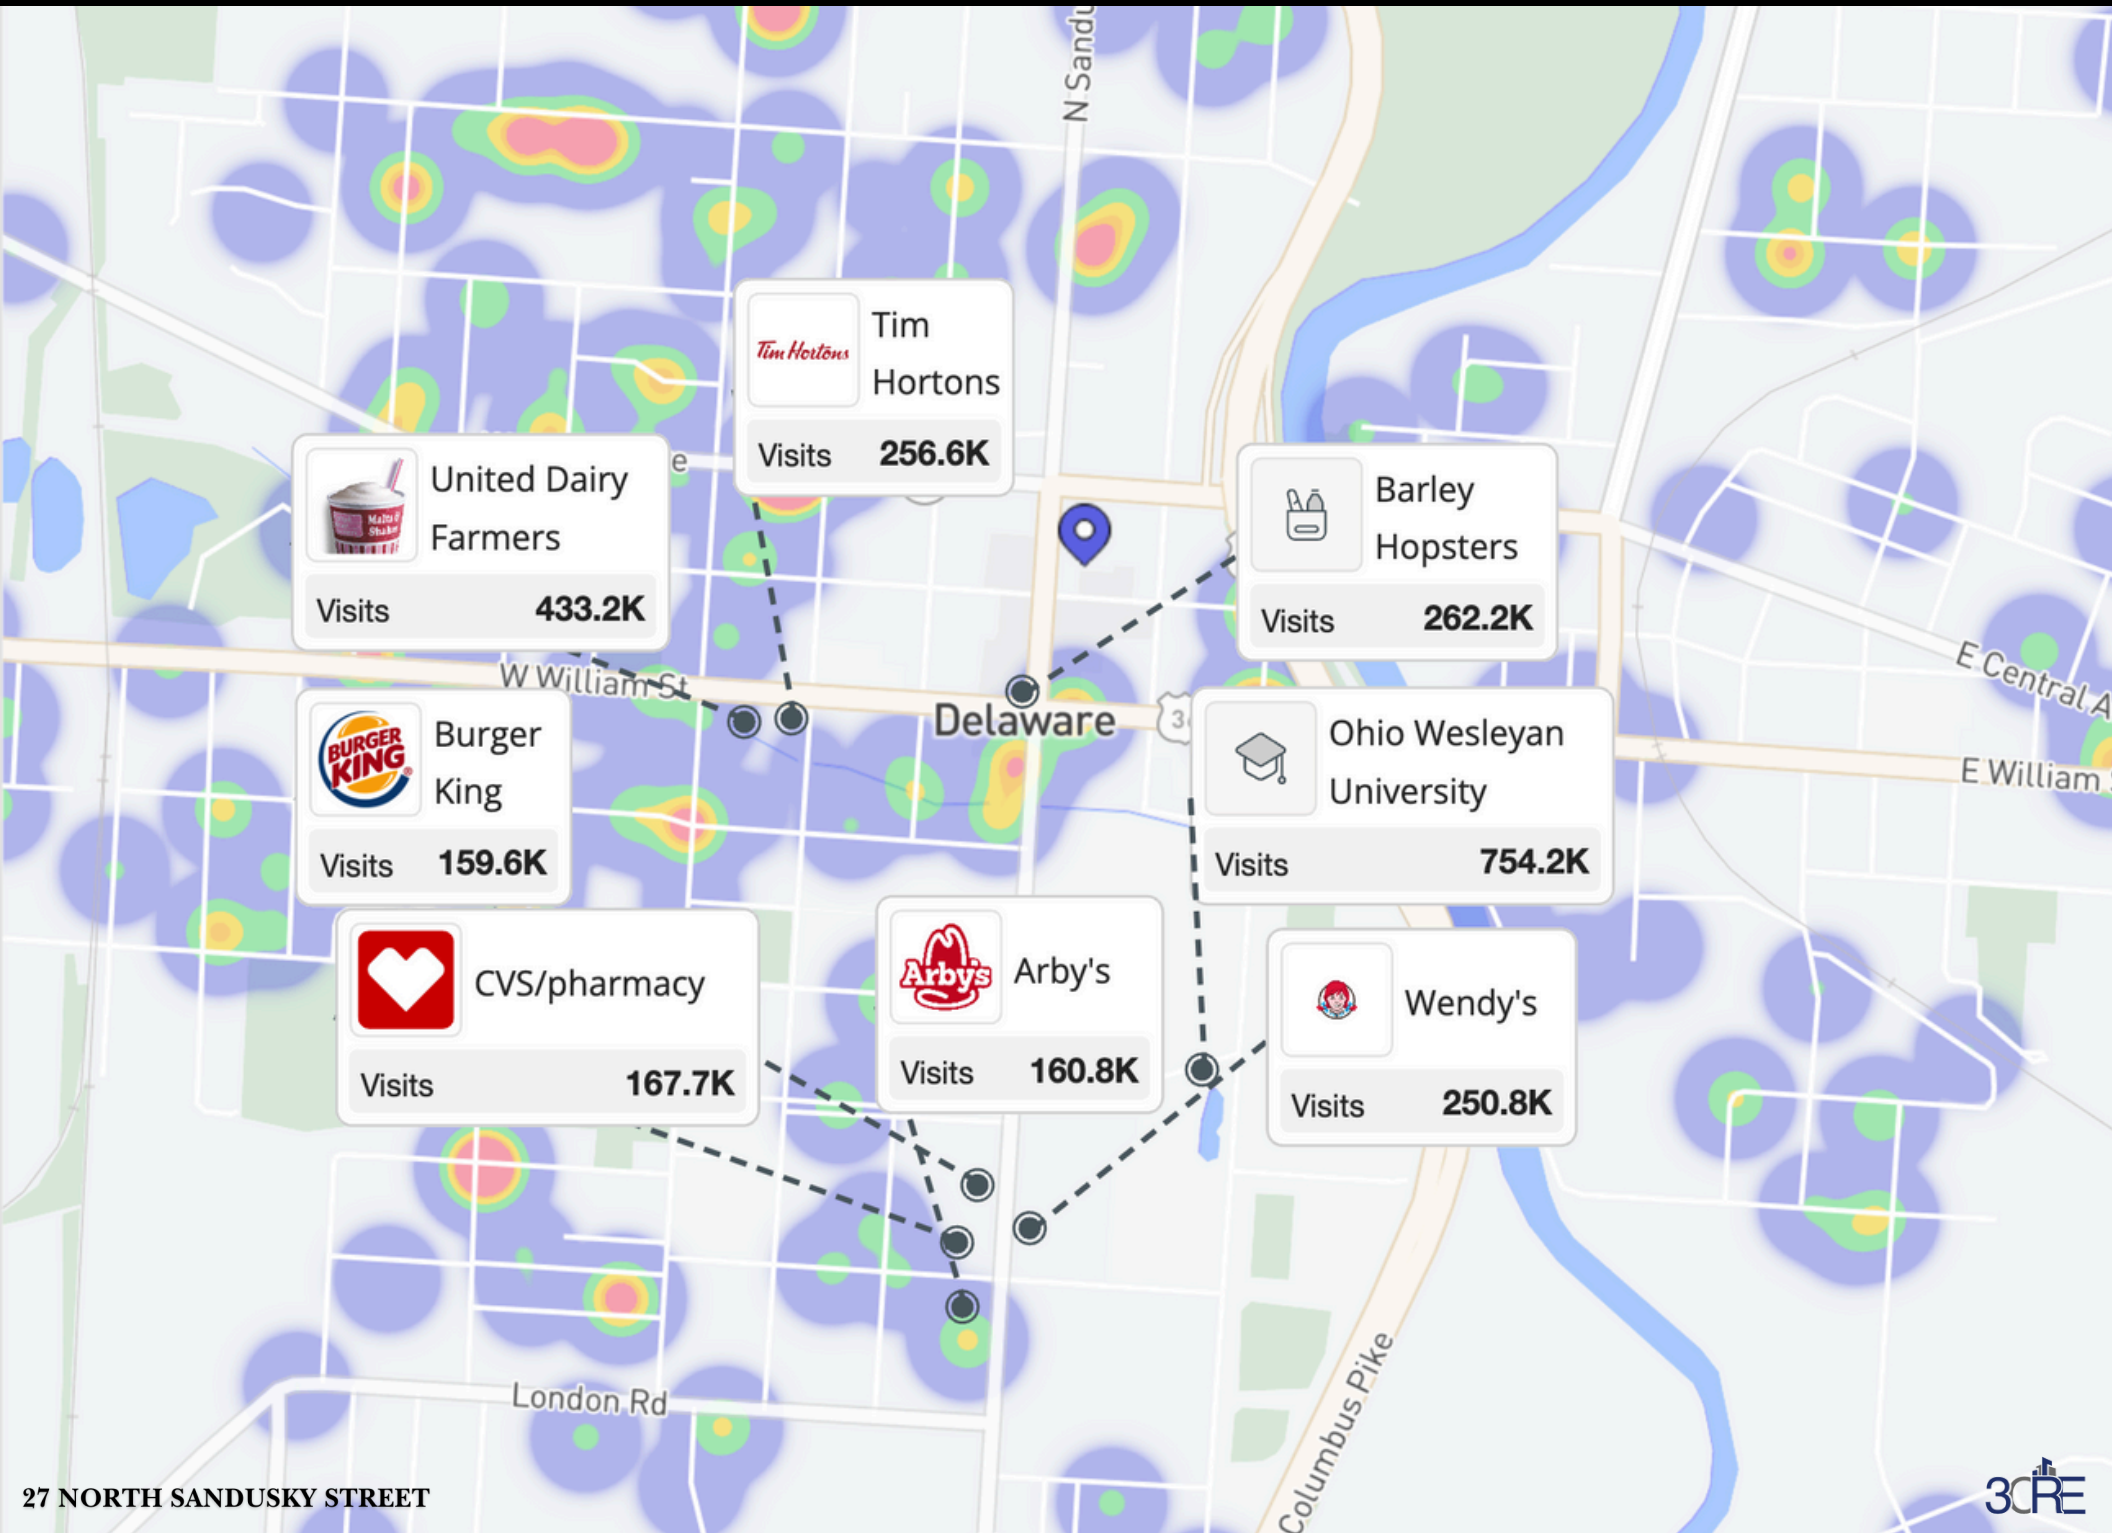 N Sandu
Tim Hortons
Tim
Hortons
Visits 256.6K
Malts &
Shakes
United Dairy
Farmers
Visits 433.2K
e
Barley
Hopsters
Visits 262.2K
W William St
E Central A
Delaware
3
BURGER
KING
Burger
King
Visits 159.6K
Ohio Wesleyan
University
Visits 754.2K
E William S
CVS/pharmacy
Visits 167.7K
Arby's
Arby's
Visits 160.8K
Wendy's
Visits 250.8K
London Rd
Columbus Pike
27 NORTH SANDUSKY STREET
3CRE